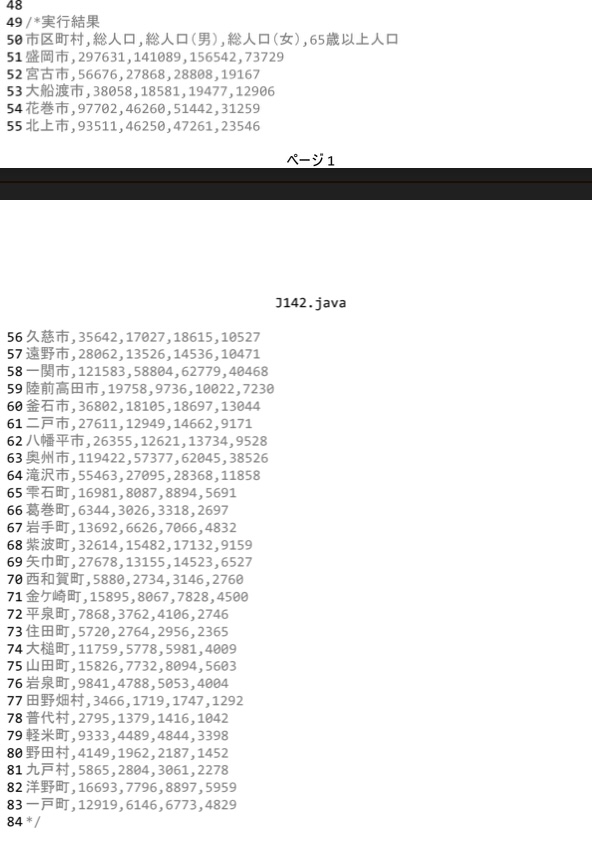 48
49 /*実行結果
50 市区町村,総人口,総人口(男),総人口(女),65歳以上人口
51 盛岡市,297631,141089,156542,73729
52 宮古市,56676,27868,28808,19167
53 大船渡市,38058,18581,19477,12906
54 花巻市,97702,46260,51442,31259
55 北上市,93511,46250,47261,23546
ページ 1
J142.java
56 久慈市,35642,17027,18615,10527
57 遠野市,28062,13526,14536,10471
58 一関市,121583,58804,62779,40468
59 陸前高田市,19758,9736,10022,7230
60 釜石市,36802,18105,18697,13044
61 二戸市,27611,12949,14662,9171
62 八幡平市,26355,12621,13734,9528
63 奥州市,119422,57377,62045,38526
64 滝沢市,55463,27095,28368,11858
65 雫石町,16981,8087,8894,5691
66 葛巻町,6344,3026,3318,2697
67 岩手町,13692,6626,7066,4832
68 紫波町,32614,15482,17132,9159
69 矢巾町,27678,13155,14523,6527
70 西和賀町,5880,2734,3146,2760
71 金ケ崎町,15895,8067,7828,4500
72 平泉町,7868,3762,4106,2746
73 住田町,5720,2764,2956,2365
74 大槌町,11759,5778,5981,4009
75 山田町,15826,7732,8094,5603
76 岩泉町,9841,4788,5053,4004
77 田野畑村,3466,1719,1747,1292
78 普代村,2795,1379,1416,1042
79 軽米町,9333,4489,4844,3398
80 野田村,4149,1962,2187,1452
81 九戸村,5865,2804,3061,2278
82 洋野町,16693,7796,8897,5959
83 一戸町,12919,6146,6773,4829
84 */